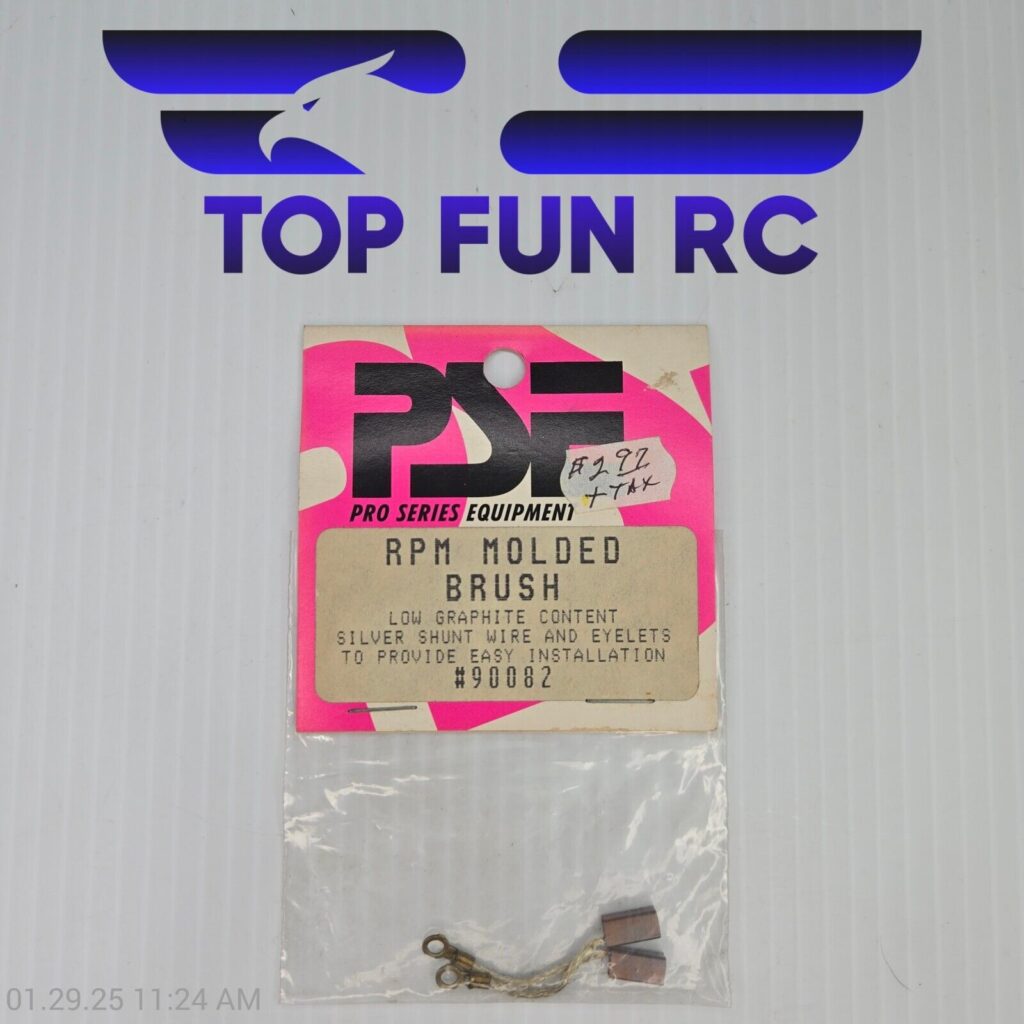 TOP FUN RC
PSE
$2.97
+ TAX
PRO SERIES EQUIPMENT
RPM MOLDED
BRUSH
LOW GRAPHITE CONTENT
SILVER SHUNT WIRE AND EYELETS
TO PROVIDE EASY INSTALLATION
#90082
01.29.25 11:24 AM